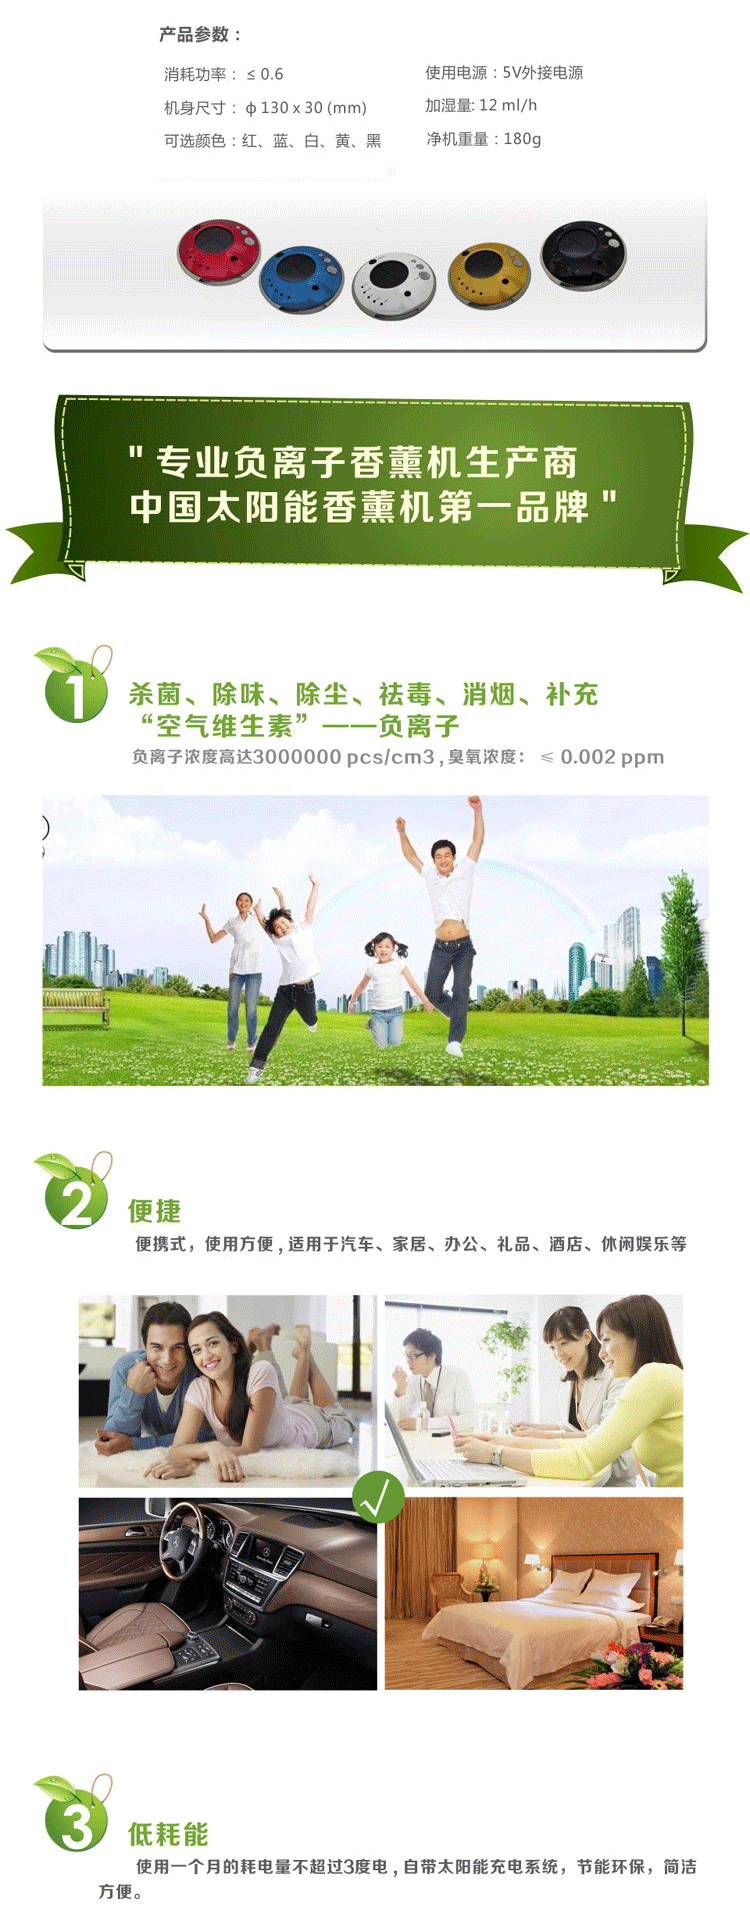 产品参数：
消耗功率： ≤ 0.6
使用电源：5V外接电源
机身尺寸： ф 130 x 30 (mm)
加湿量: 12 ml/h
可选颜色：红、蓝、白、黄、黑
净机重量：180g
"专业负离子香薰机生产商
中国太阳能香薰机第一品牌"
1
杀菌、除味、除尘、祛毒、消烟、补充
“空气维生素”——负离子
负离子浓度高达3000000 pcs/cm3 , 臭氧浓度： ≤ 0.002 ppm
2
便捷
便携式，使用方便 , 适用于汽车、家居、办公、礼品、酒店、休闲娱乐等
3
低耗能
使用一个月的耗电量不超过3度电 , 自带太阳能充电系统，节能环保，简洁
方便。